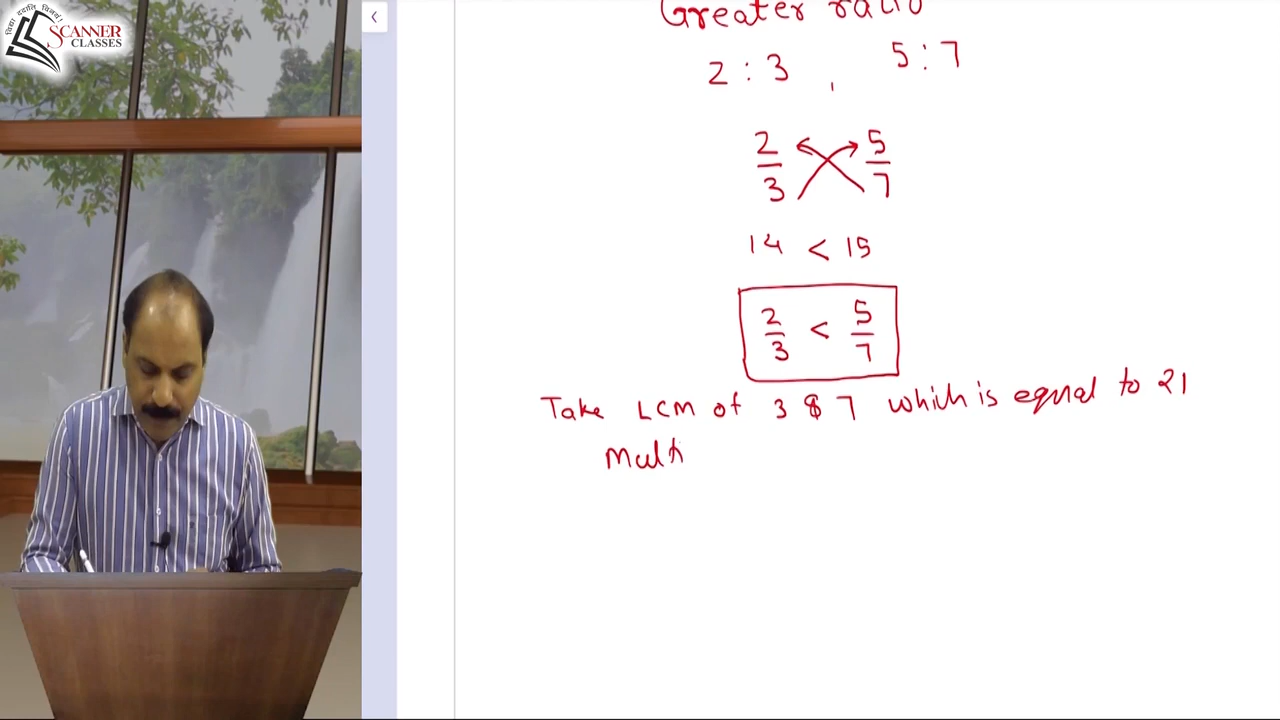 SCANNER
CLASSES
Greater ratio
2 : 3 , 5 : 7
2/3 5/7
14 < 15
2/3 < 5/7
Take LCM of 3 & 7 which is equal to 21
Mult